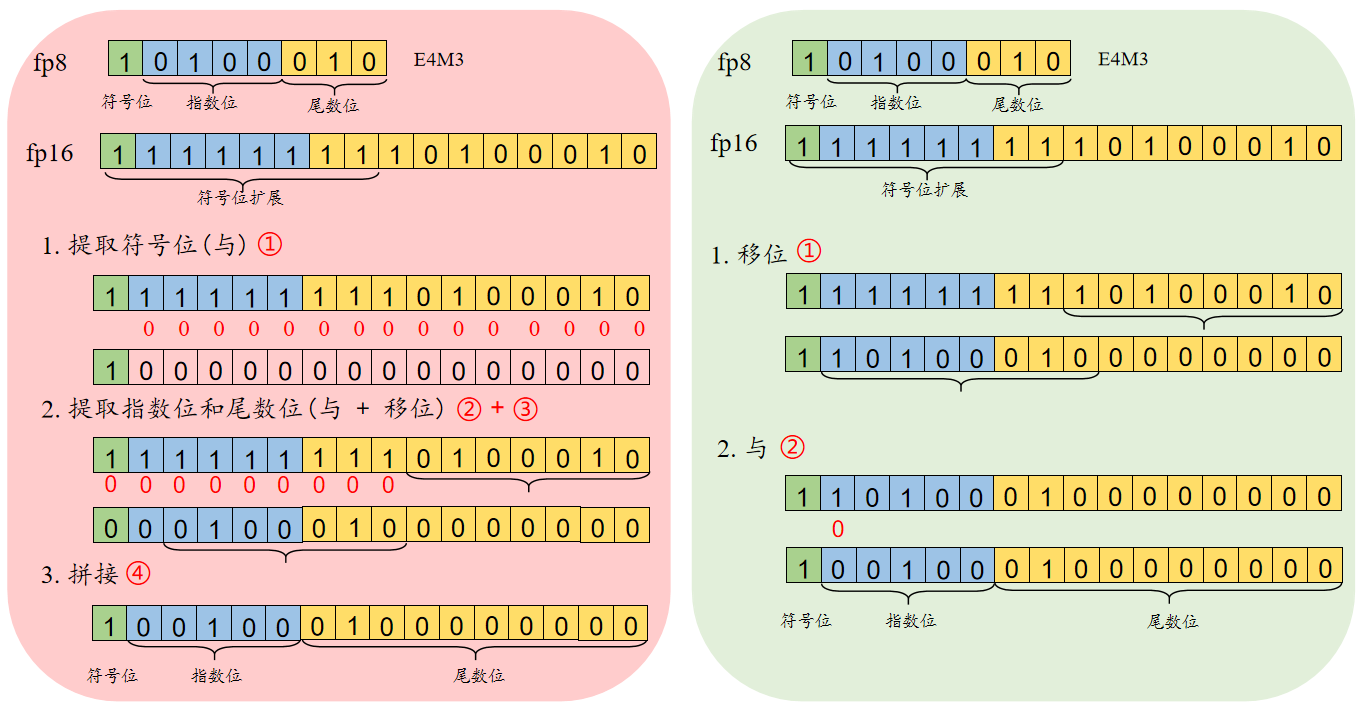 fp8 1 0 1 0 0 0 1 0 E4M3
符号位 指数位 尾数位
fp16 1 1 1 1 1 1 1 1 1 0 1 0 0 0 1 0
符号位扩展
1. 提取符号位(与) ①
1 1 1 1 1 1 1 1 1 0 1 0 0 0 1 0
0 0 0 0 0 0 0 0 0 0 0 0 0 0 0
1 0 0 0 0 0 0 0 0 0 0 0 0 0 0 0
2. 提取指数位和尾数位(与 + 移位) ② + ③
1 1 1 1 1 1 1 1 1 0 1 0 0 0 1 0
0 0 0 0 0 0 0 0 0
0 0 0 1 0 0 0 1 0 0 0 0 0 0 0 0
3. 拼接 ④
1 0 0 1 0 0 0 1 0 0 0 0 0 0 0 0
符号位 指数位 尾数位
fp8 1 0 1 0 0 0 1 0 E4M3
符号位 指数位 尾数位
fp16 1 1 1 1 1 1 1 1 1 0 1 0 0 0 1 0
符号位扩展
1. 移位 ①
1 1 1 1 1 1 1 1 1 0 1 0 0 0 1 0
1 1 0 1 0 0 0 1 0 0 0 0 0 0 0 0
2. 与 ②
1 1 0 1 0 0 0 1 0 0 0 0 0 0 0 0
0
1 0 0 1 0 0 0 1 0 0 0 0 0 0 0 0
符号位 指数位 尾数位